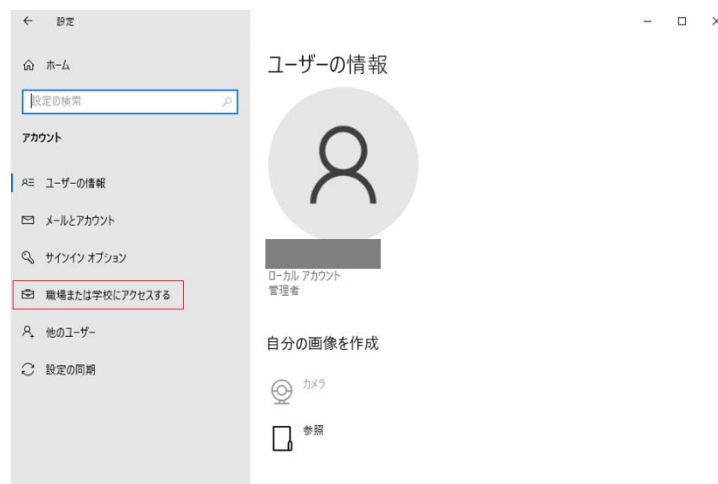 設定
ホーム
設定の検索
アカウント
ユーザーの情報
メールとアカウント
サインイン オプション
職場または学校にアクセスする
他のユーザー
設定の同期
ユーザーの情報
ローカル アカウント
管理者
自分の画像を作成
カメラ
参照